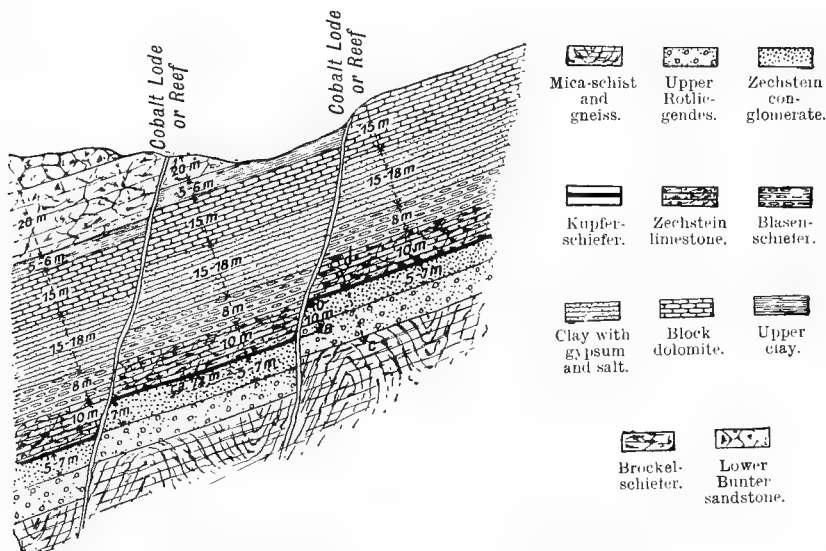 Cobalt Lode
or Reef
Cobalt Lode
or Reef
20 m
5-6 m
15 m
15-18 m
8 m
10 m
5-7 m
20 m
5-6 m
15 m
15-18 m
8 m
10 m
5-7 m
15 m
15-18 m
8 m
10 m
5-7 m
Mica-schist
and
gneiss.
Upper
Rotlie-
gendes.
Zechstein
con-
glomerate.
Kupfer-
schiefer.
Zechstein
limestone.
Blasen-
schiefer.
Clay with
gypsum
and salt.
Block
dolomite.
Upper
clay.
Bröckel-
schiefer.
Lower
Bunter
sandstone.